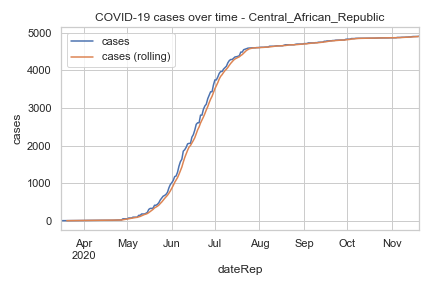 COVID-19 cases over time - Central_African_Republic
cases
cases (rolling)
5000
4000
3000
2000
1000
0
cases
Apr May Jun Jul Aug Sep Oct Nov
2020
dateRep